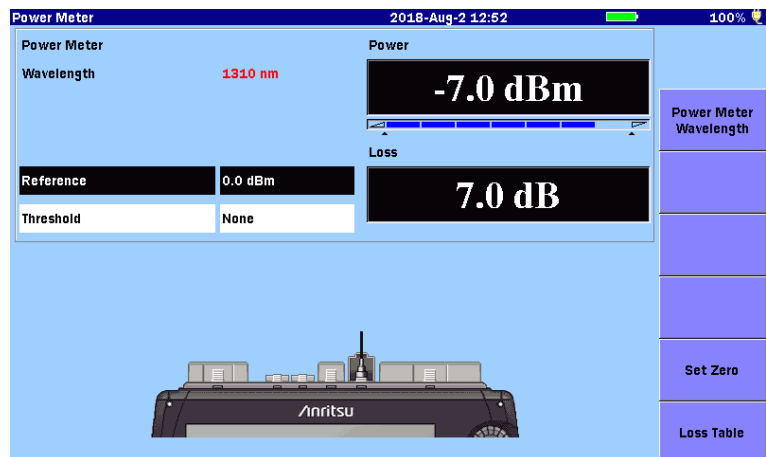 Power Meter
2018-Aug-2 12:52
100%
Power Meter
Wavelength 1310 nm
Power
-7.0 dBm
Loss
7.0 dB
Reference 0.0 dBm
Threshold None
Power Meter
Wavelength
Set Zero
Loss Table
Anritsu